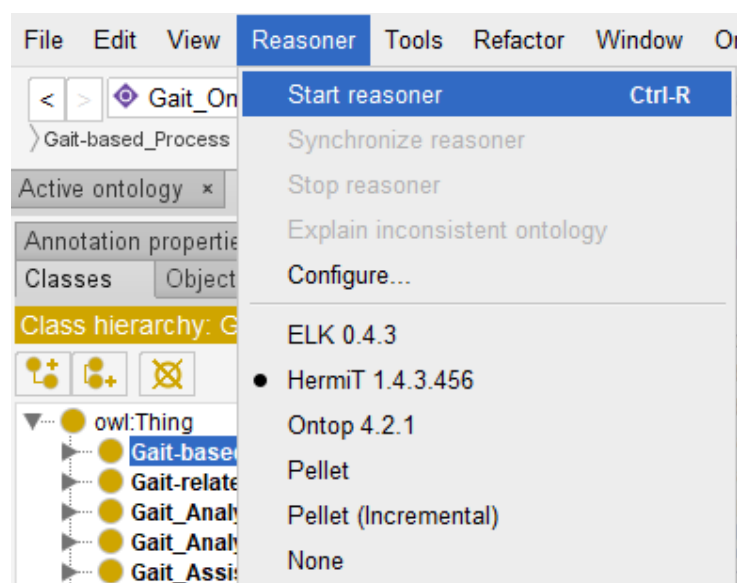 File Edit View Reasoner Tools Refactor Window
< > Gait_On
Gait-based_Process
Active ontology ×
Annotation propertie
Classes Object
Class hierarchy: G
owl:Thing
Gait-based
Gait-relate
Gait_Analy
Gait_Analy
Gait_Assis
Start reasoner Ctrl-R
Synchronize reasoner
Stop reasoner
Explain inconsistent ontology
Configure...
ELK 0.4.3
● HermiT 1.4.3.456
Ontop 4.2.1
Pellet
Pellet (Incremental)
None